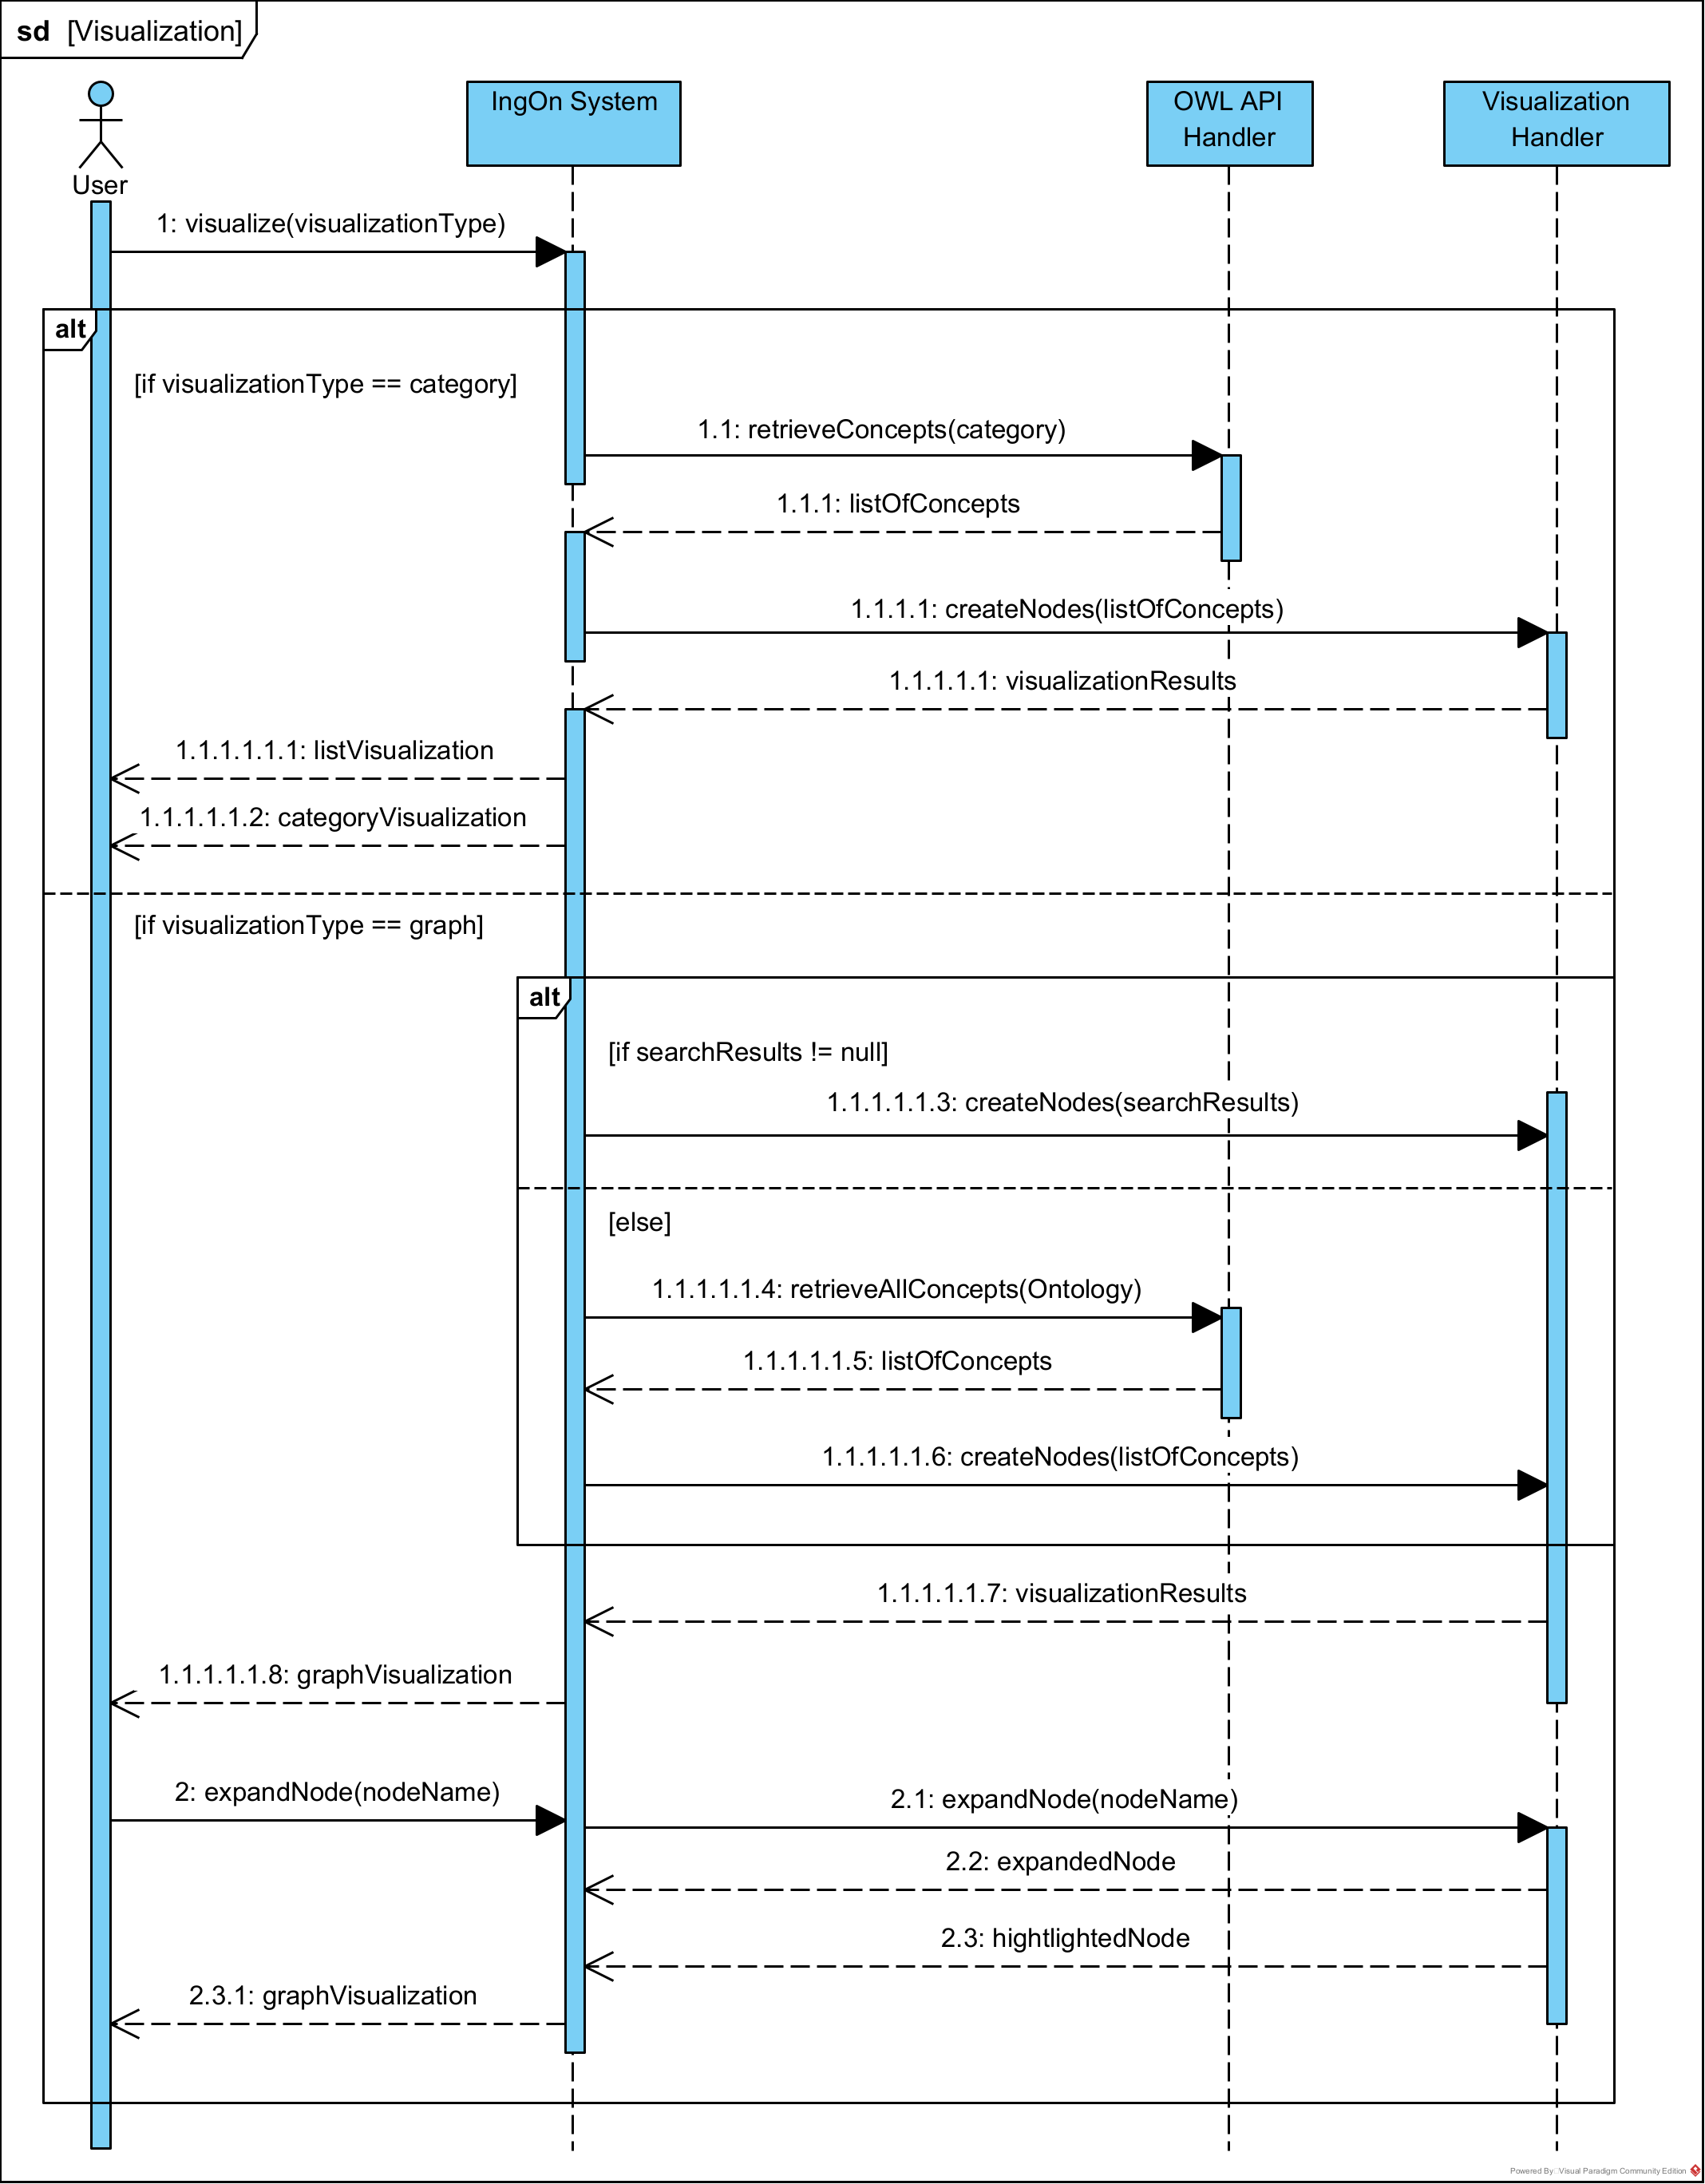 sd [Visualization]
User
IngOn System
OWL API
Handler
Visualization
Handler
1: visualize(visualizationType)
alt
[if visualizationType == category]
1.1: retrieveConcepts(category)
1.1.1: listOfConcepts
1.1.1.1: createNodes(listOfConcepts)
1.1.1.1.1: visualizationResults
1.1.1.1.1.1: listVisualization
1.1.1.1.1.2: categoryVisualization
[if visualizationType == graph]
alt
[if searchResults != null]
1.1.1.1.1.3: createNodes(searchResults)
[else]
1.1.1.1.1.4: retrieveAllConcepts(Ontology)
1.1.1.1.1.5: listOfConcepts
1.1.1.1.1.6: createNodes(listOfConcepts)
1.1.1.1.1.7: visualizationResults
1.1.1.1.1.8: graphVisualization
2: expandNode(nodeName)
2.1: expandNode(nodeName)
2.2: expandedNode
2.3: hightlightedNode
2.3.1: graphVisualization
Powered By: Visual Paradigm Community Edition